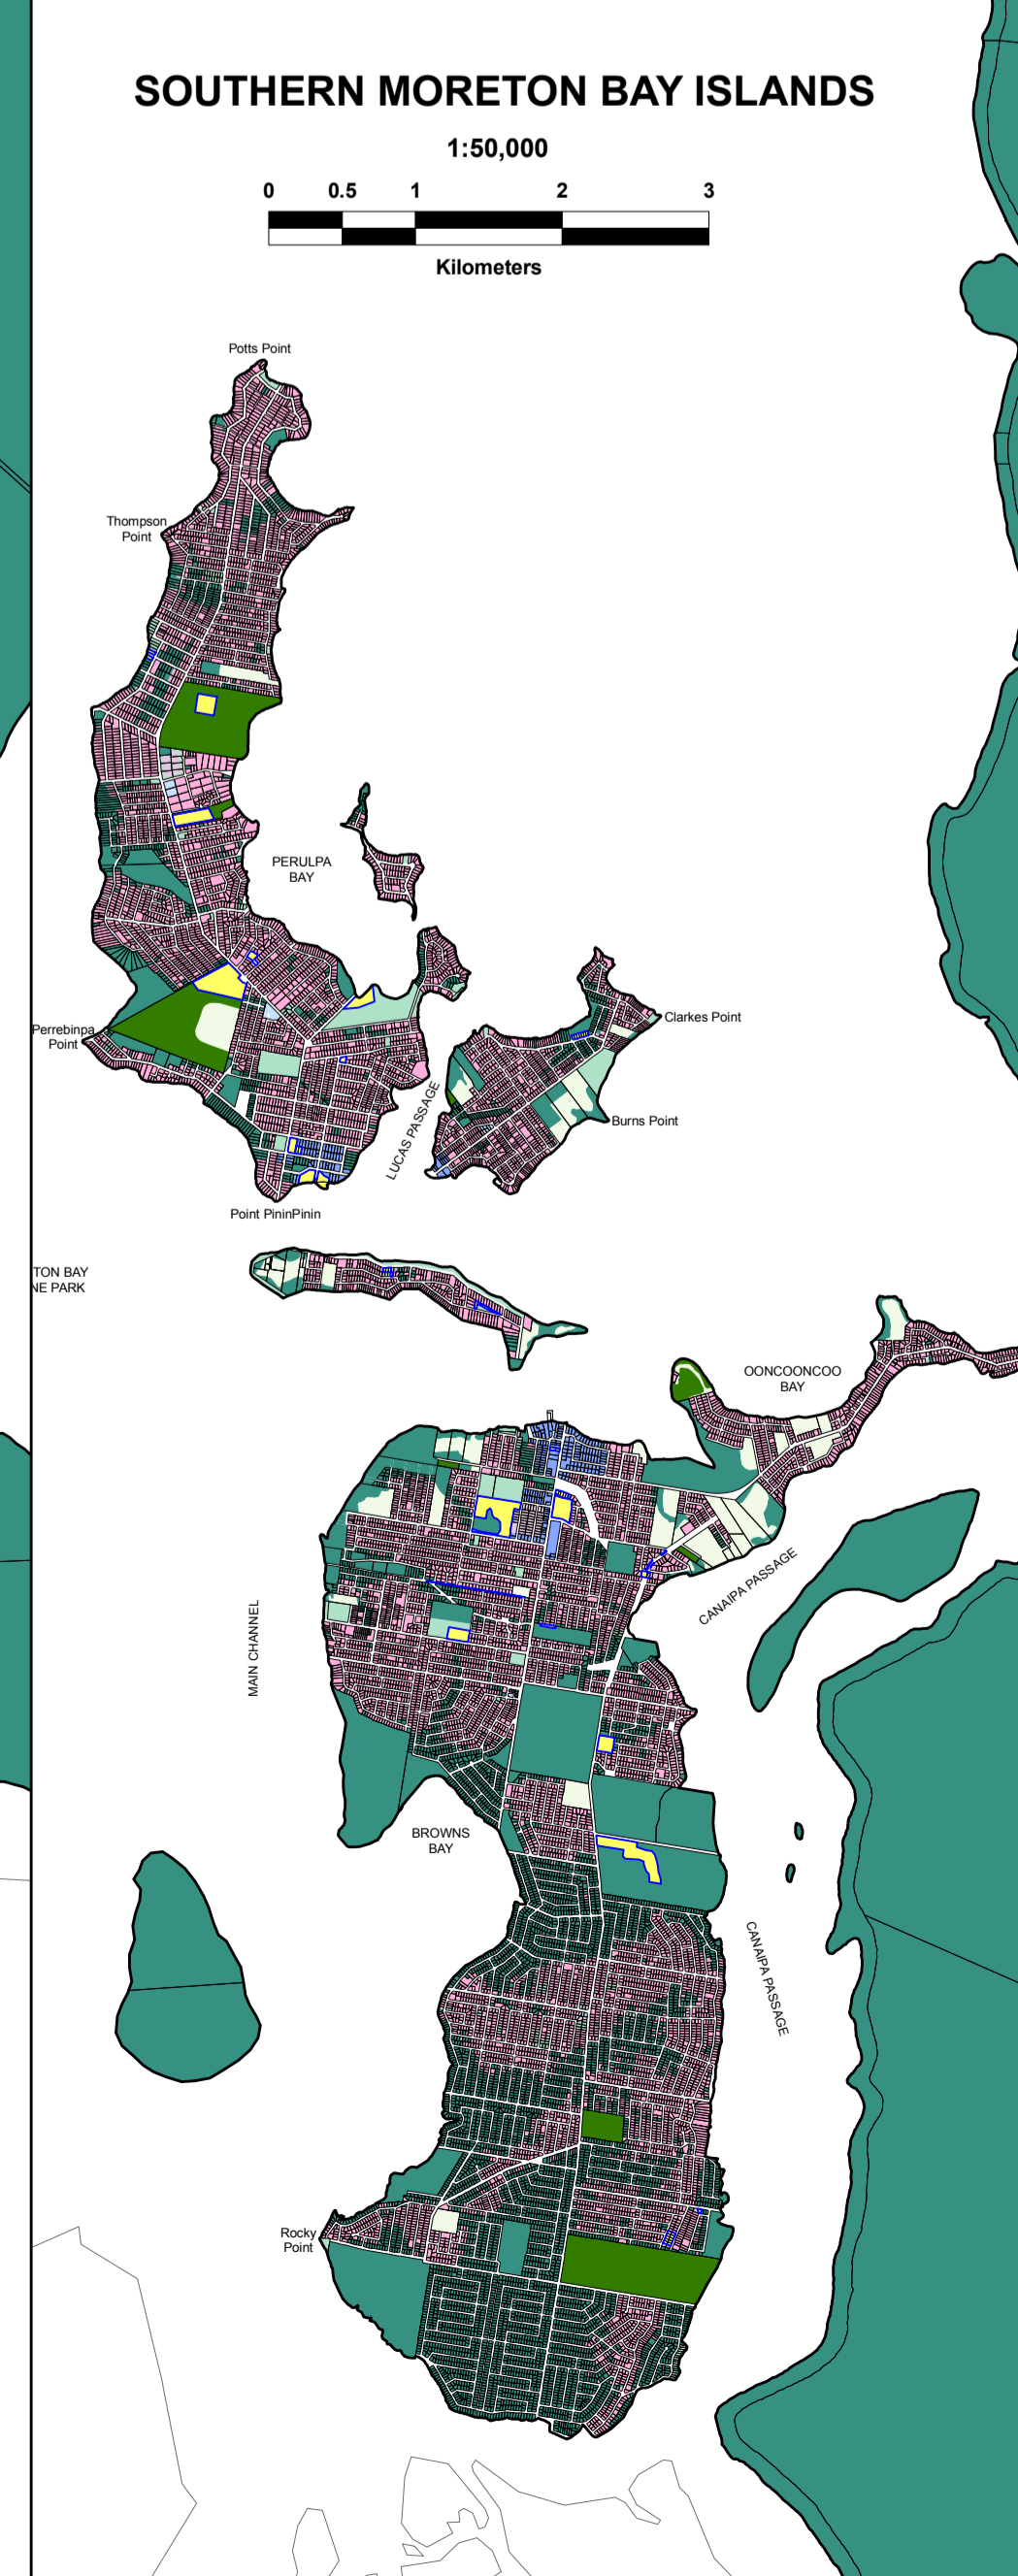 SOUTHERN MORETON BAY ISLANDS
1:50,000
0 0.5 1 2 3
Kilometers
Potts Point
Thompson
Point
PERULPA
BAY
Perrebinpa
Point
Clarkes Point
LUCAS PASSAGE
Burns Point
Point PininPinin
TON BAY
NE PARK
OONCOONCOO
BAY
CANAIPA PASSAGE
MAIN CHANNEL
BROWNS
BAY
CANAIPA PASSAGE
Rocky
Point